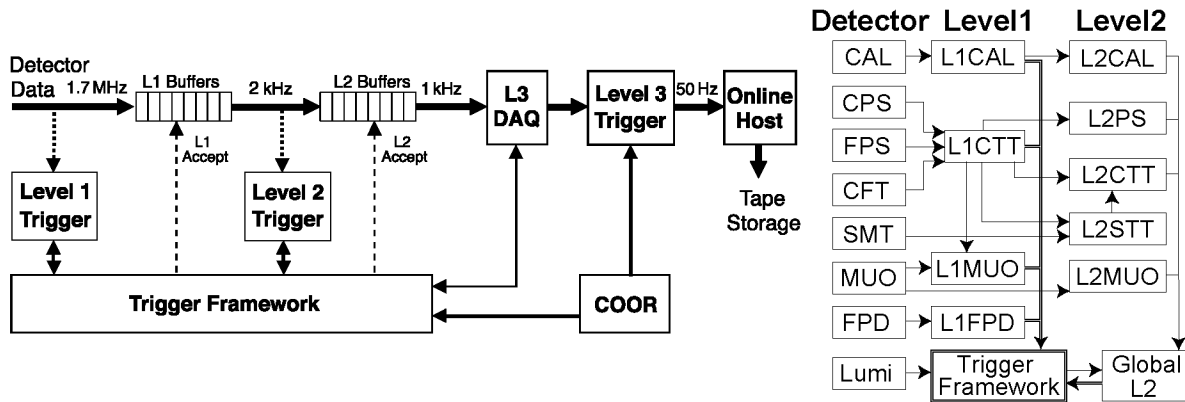 Detector
Data
1.7 MHz
L1 Buffers
2 kHz
L2 Buffers
1 kHz
L3
DAQ
Level 3
Trigger
50 Hz
Online
Host
L1
Accept
L2
Accept
Level 1
Trigger
Level 2
Trigger
Tape
Storage
Trigger Framework
COOR
Detector Level1 Level2
CAL L1CAL L2CAL
CPS
L2PS
FPS L1CTT
CFT L2CTT
SMT L2STT
MUO L1MUO L2MUO
FPD L1FPD
Lumi
Trigger
Framework
Global
L2